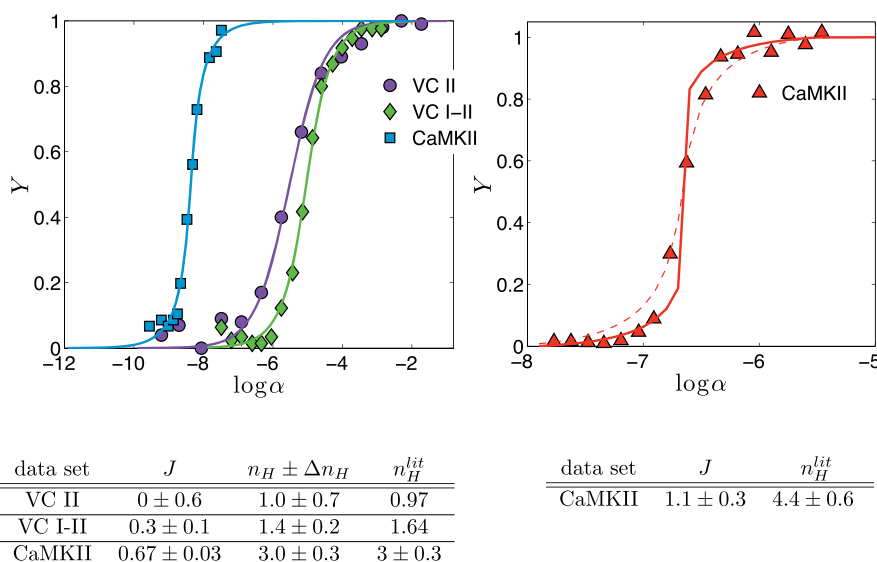 1
0.8
0.6
0.4
0.2
0
Y
−12
−10
−8
−6
−4
−2
log α
VC II
VC I−II
CaMKII
1
0.8
0.6
0.4
0.2
0
Y
−8
−7
−6
−5
log α
CaMKII
data set J n_H ± Δn_H n_H^{lit}
VC II 0 ± 0.6 1.0 ± 0.7 0.97
VC I-II 0.3 ± 0.1 1.4 ± 0.2 1.64
CaMKII 0.67 ± 0.03 3.0 ± 0.3 3 ± 0.3
data set J n_H^{lit}
CaMKII 1.1 ± 0.3 4.4 ± 0.6